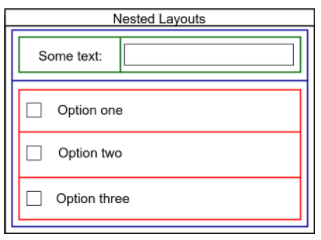 Nested Layouts
Some text:
Option one
Option two
Option three